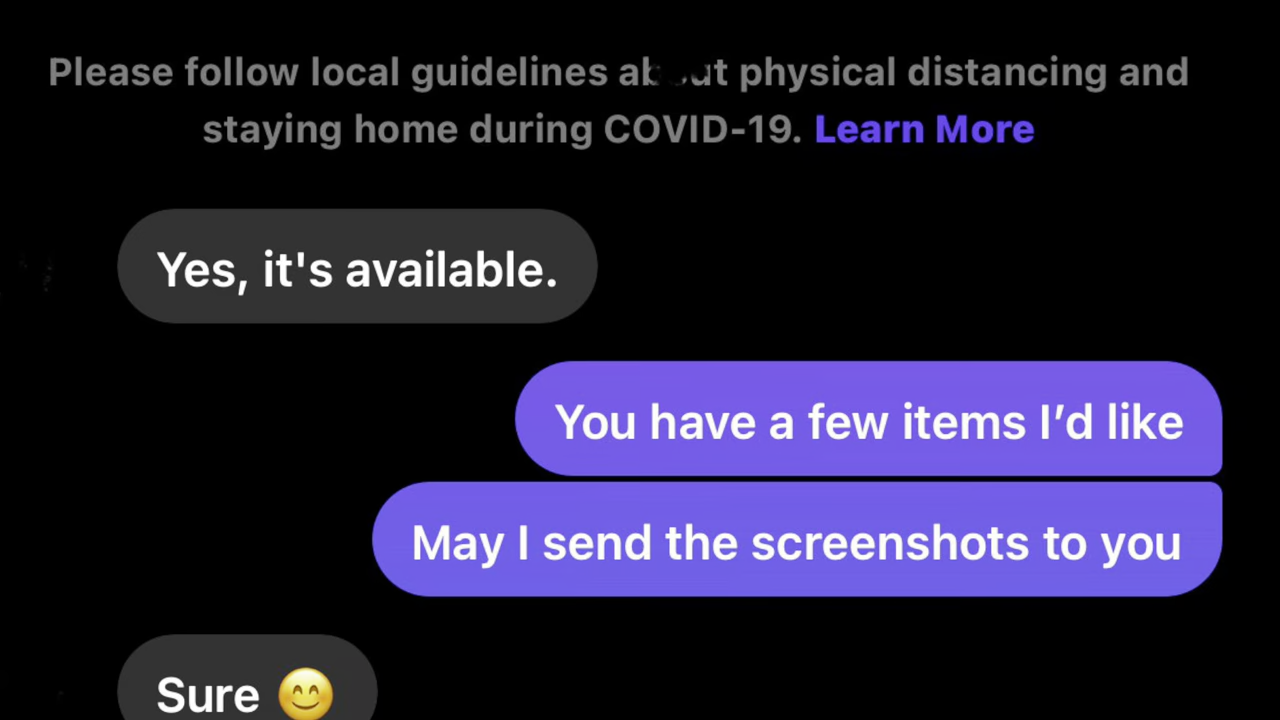 Please follow local guidelines about physical distancing and
staying home during COVID-19. Learn More
Yes, it's available.
You have a few items I’d like
May I send the screenshots to you
Sure 😊